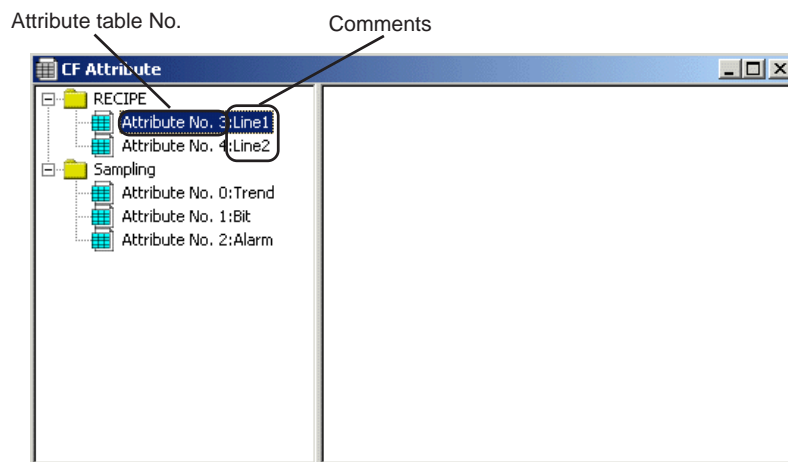 Attribute table No.
Comments
CF Attribute
RECIPE
Attribute No. 3:Line1
Attribute No. 4:Line2
Sampling
Attribute No. 0:Trend
Attribute No. 1:Bit
Attribute No. 2:Alarm